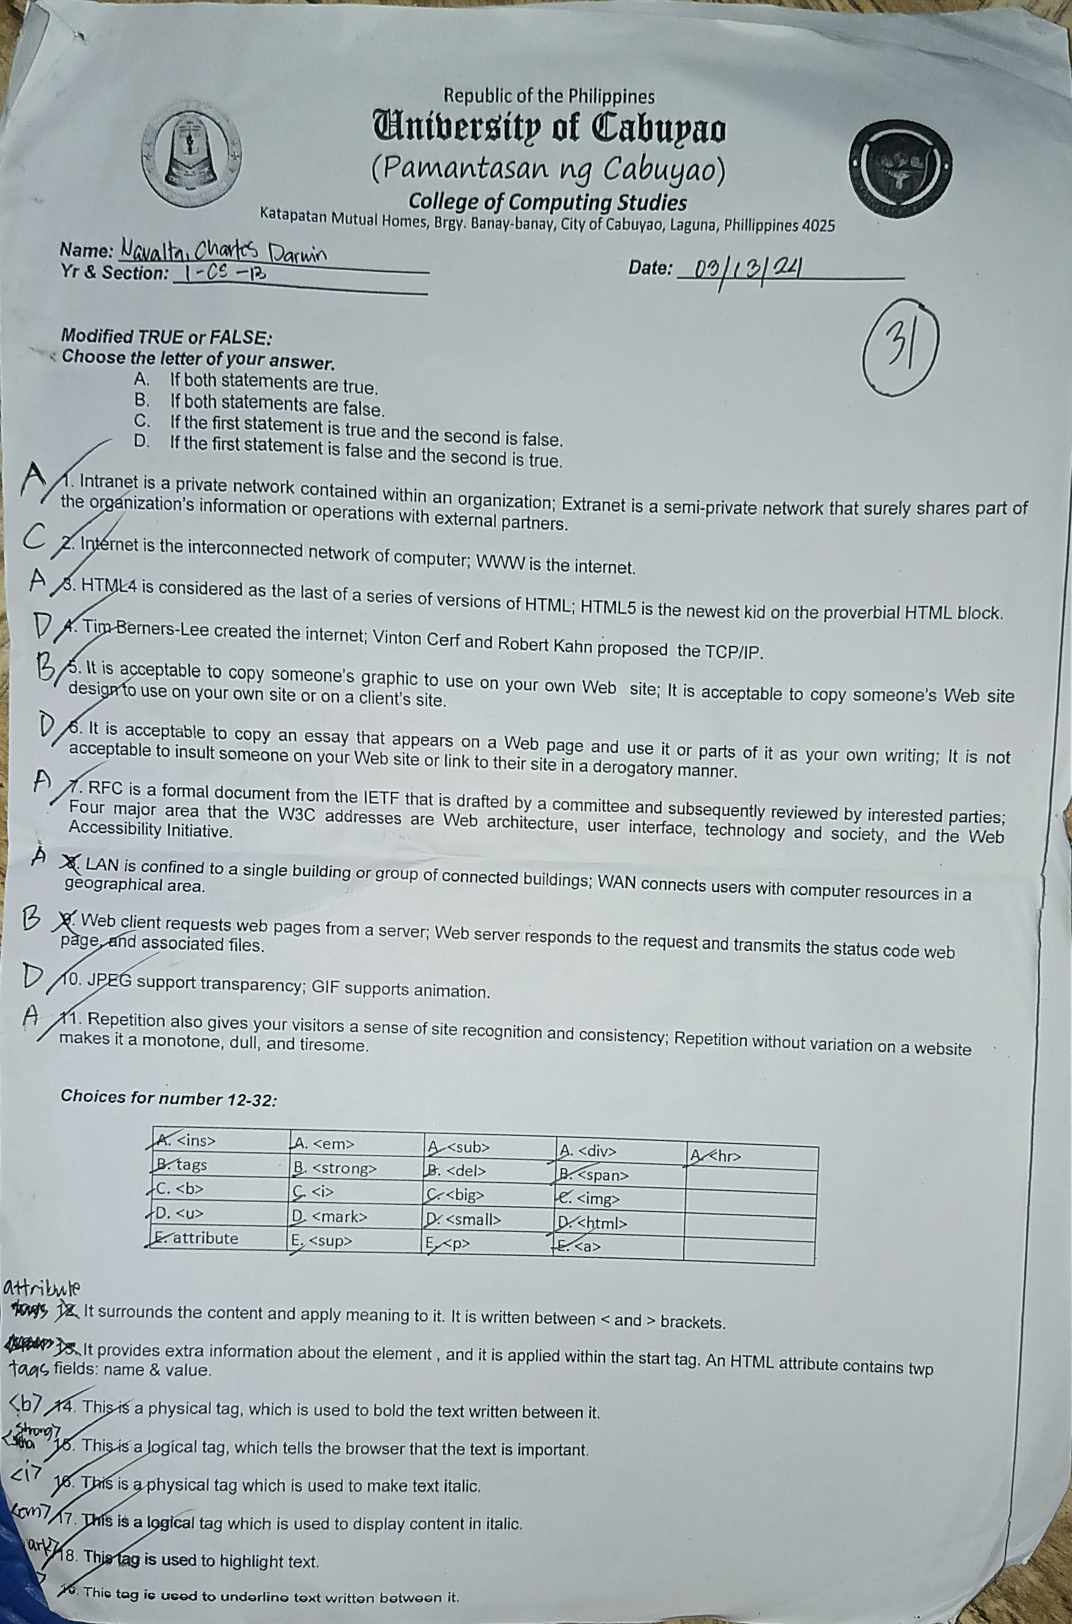 Republic of the Philippines
University of Cabuyao
(Pamantasan ng Cabuyao)
College of Computing Studies
Katapatan Mutual Homes, Brgy. Banay-banay, City of Cabuyao, Laguna, Phillippines 4025
Name: Navalta, Charles Darwin
Yr & Section: 1-CS-B
Date: 03/13/24
31
Modified TRUE or FALSE:
Choose the letter of your answer.
A. If both statements are true.
B. If both statements are false.
C. If the first statement is true and the second is false.
D. If the first statement is false and the second is true.
A 1. Intranet is a private network contained within an organization; Extranet is a semi-private network that surely shares part of
the organization's information or operations with external partners.
C 2. Internet is the interconnected network of computer; WWW is the internet.
A 3. HTML4 is considered as the last of a series of versions of HTML; HTML5 is the newest kid on the proverbial HTML block.
D 4. Tim Berners-Lee created the internet; Vinton Cerf and Robert Kahn proposed the TCP/IP.
B 5. It is acceptable to copy someone's graphic to use on your own Web site; It is acceptable to copy someone's Web site
design to use on your own site or on a client's site.
D 6. It is acceptable to copy an essay that appears on a Web page and use it or parts of it as your own writing; It is not
acceptable to insult someone on your Web site or link to their site in a derogatory manner.
A 7. RFC is a formal document from the IETF that is drafted by a committee and subsequently reviewed by interested parties;
Four major area that the W3C addresses are Web architecture, user interface, technology and society, and the Web
Accessibility Initiative.
A 8. LAN is confined to a single building or group of connected buildings; WAN connects users with computer resources in a
geographical area.
B 9. Web client requests web pages from a server; Web server responds to the request and transmits the status code web
page, and associated files.
D 10. JPEG support transparency; GIF supports animation.
A 11. Repetition also gives your visitors a sense of site recognition and consistency; Repetition without variation on a website
makes it a monotone, dull, and tiresome.
Choices for number 12-32:
A. <ins> A. <em> A. <sub> A. <div> A. <hr>
B. tags B. <strong> B. <del> B. <span>
C. <b> C. <i> C. <big> C. <img>
D. <u> D. <mark> D. <small> D. <html>
E. attribute E. <sup> E. <p> E. <a>
attribute
12. It surrounds the content and apply meaning to it. It is written between < and > brackets.
13. It provides extra information about the element , and it is applied within the start tag. An HTML attribute contains twp
tags fields: name & value.
<b> 14. This is a physical tag, which is used to bold the text written between it.
<strong> 15. This is a logical tag, which tells the browser that the text is important.
<i> 16. This is a physical tag which is used to make text italic.
<em> 17. This is a logical tag which is used to display content in italic.
ark> 18. This tag is used to highlight text.
> 19. This tag is used to underline text written between it.